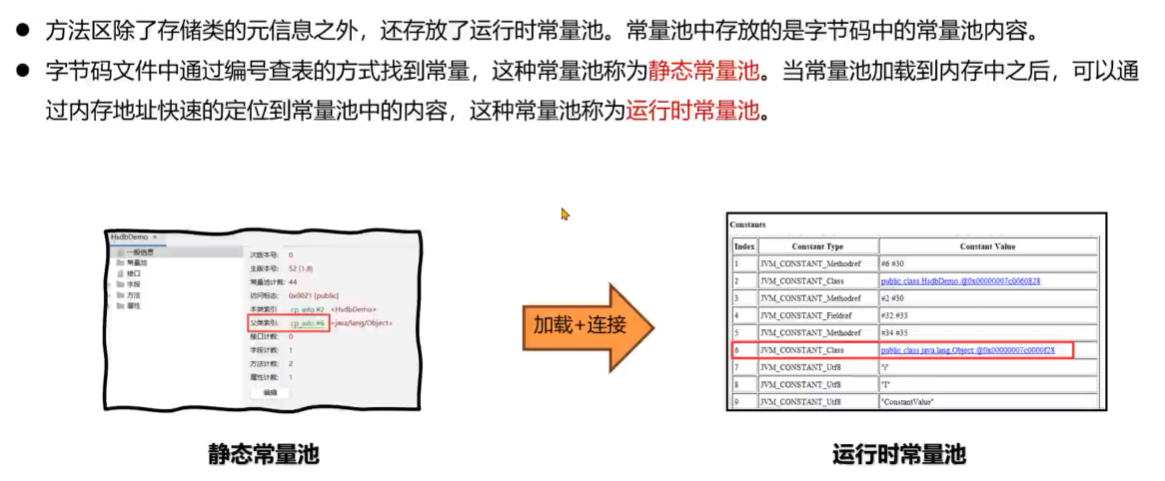 方法区除了存储类的元信息之外，还存放了运行时常量池。常量池中存放的是字节码中的常量池内容。
字节码文件中通过编号查表的方式找到常量，这种常量池称为静态常量池。当常量池加载到内存中之后，可以通
过内存地址快速的定位到常量池中的内容，这种常量池称为运行时常量池。
HsdbDemo ×
一般信息
常量池
接口
字段
方法
属性
次版本号: 0
主版本号: 52 [1.8]
常量池计数: 44
访问标志: 0x0021 [public]
本类索引: cp_info #2 <HsdbDemo>
父类索引: cp_info #6 <java/lang/Object>
接口计数: 0
字段计数: 1
方法计数: 2
属性计数: 1
编辑
加载+连接
Constants
Index Constant Type Constant Value
1 JVM_CONSTANT_Methodref #6 #30
2 JVM_CONSTANT_Class public class HsdbDemo @0x00000007c0060828
3 JVM_CONSTANT_Methodref #2 #30
4 JVM_CONSTANT_Fieldref #32 #33
5 JVM_CONSTANT_Methodref #34 #35
6 JVM_CONSTANT_Class public class java.lang.Object @0x00000007c0000f28
7 JVM_CONSTANT_Utf8 "i"
8 JVM_CONSTANT_Utf8 "I"
9 JVM_CONSTANT_Utf8 "ConstantValue"
静态常量池
运行时常量池